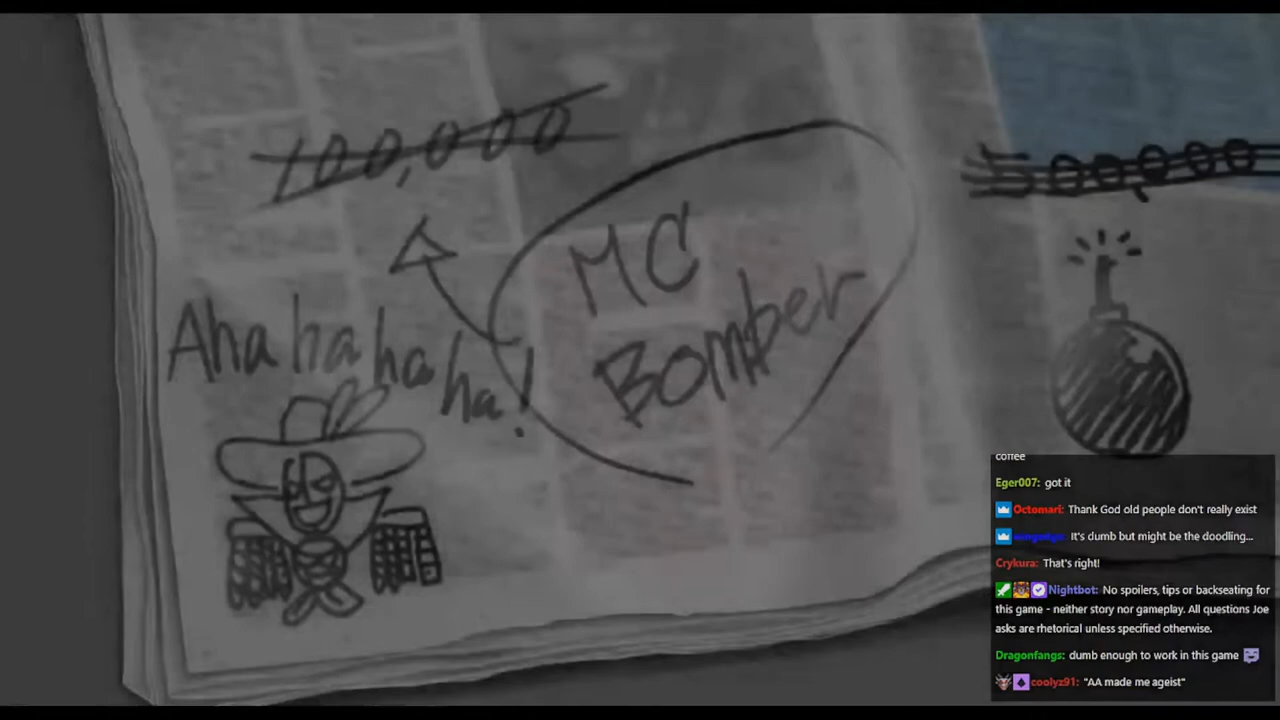 100,000
500,000
MC
Bomber
Ahahahaha!
coffee
Eger007: got it
Octomari: Thank God old people don't really exist
It's dumb but might be the doodling...
Crykura: That's right!
Nightbot: No spoilers, tips or backseating for
this game - neither story nor gameplay. All questions Joe
asks are rhetorical unless specified otherwise.
Dragonfangs: dumb enough to work in this game
coolyz91: "AA made me ageist"